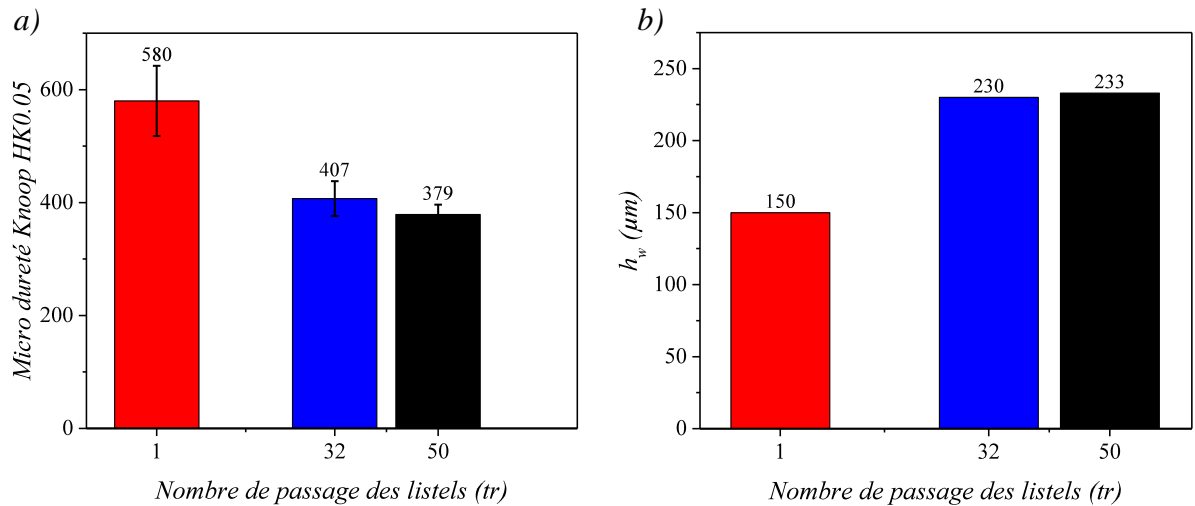 a)
580
407
379
600
400
200
0
1 32 50
Micro dureté Knoop HK0.05
Nombre de passage des listels (tr)
b)
150
230
233
250
200
150
100
50
0
1 32 50
h_w (µm)
Nombre de passage des listels (tr)